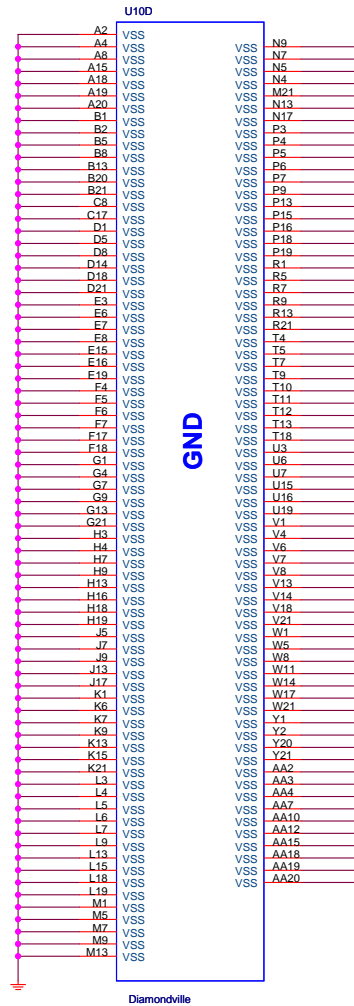 U10D
A2 VSS
A4 VSS
A8 VSS
A15 VSS
A18 VSS
A19 VSS
A20 VSS
B1 VSS
B2 VSS
B5 VSS
B8 VSS
B13 VSS
B20 VSS
B21 VSS
C8 VSS
C17 VSS
D1 VSS
D5 VSS
D8 VSS
D14 VSS
D18 VSS
D21 VSS
E3 VSS
E6 VSS
E7 VSS
E8 VSS
E15 VSS
E16 VSS
E19 VSS
F4 VSS
F5 VSS
F6 VSS
F7 VSS
F17 VSS
F18 VSS
G1 VSS
G4 VSS
G7 VSS
G9 VSS
G13 VSS
G21 VSS
H3 VSS
H4 VSS
H7 VSS
H9 VSS
H13 VSS
H16 VSS
H18 VSS
H19 VSS
J5 VSS
J7 VSS
J9 VSS
J13 VSS
J17 VSS
K1 VSS
K6 VSS
K7 VSS
K9 VSS
K13 VSS
K15 VSS
K21 VSS
L3 VSS
L4 VSS
L5 VSS
L6 VSS
L7 VSS
L9 VSS
L13 VSS
L15 VSS
L18 VSS
L19 VSS
M1 VSS
M5 VSS
M7 VSS
M9 VSS
M13 VSS
GND
VSS N9
VSS N7
VSS N5
VSS N4
VSS M21
VSS N13
VSS N17
VSS P3
VSS P4
VSS P5
VSS P6
VSS P7
VSS P9
VSS P13
VSS P15
VSS P16
VSS P18
VSS P19
VSS R1
VSS R5
VSS R7
VSS R9
VSS R13
VSS R21
VSS T4
VSS T5
VSS T7
VSS T9
VSS T10
VSS T11
VSS T12
VSS T13
VSS T18
VSS U3
VSS U6
VSS U7
VSS U15
VSS U16
VSS U19
VSS V1
VSS V4
VSS V6
VSS V7
VSS V8
VSS V13
VSS V14
VSS V18
VSS V21
VSS W1
VSS W5
VSS W8
VSS W11
VSS W14
VSS W17
VSS W21
VSS Y1
VSS Y2
VSS Y20
VSS Y21
VSS AA2
VSS AA3
VSS AA4
VSS AA7
VSS AA10
VSS AA12
VSS AA15
VSS AA18
VSS AA19
VSS AA20
Diamondville